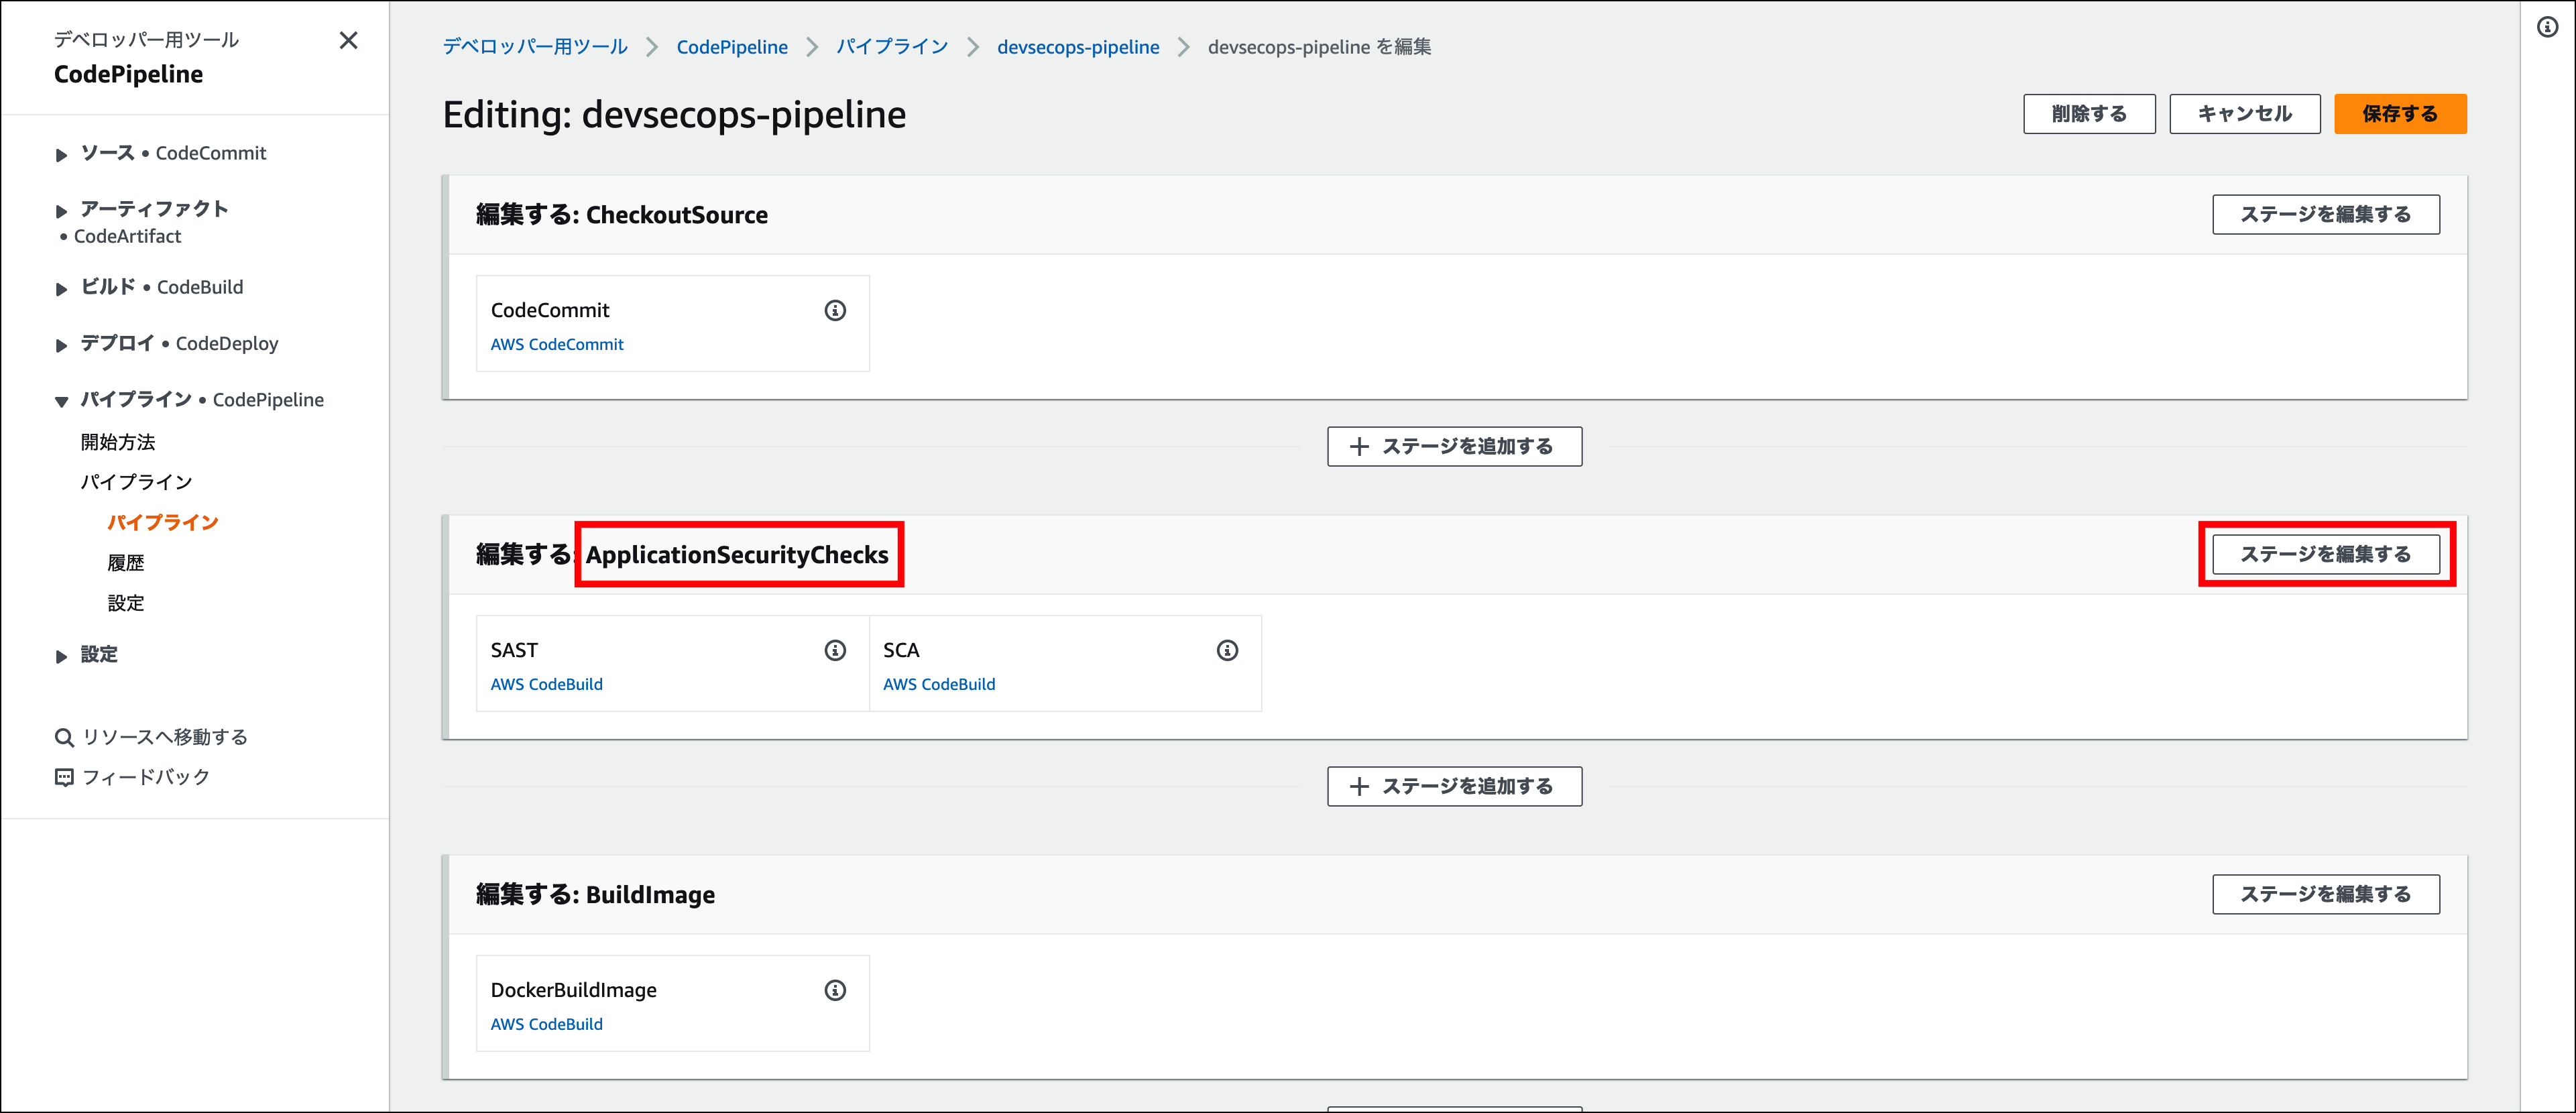 デベロッパー用ツール
CodePipeline
ソース • CodeCommit
アーティファクト
• CodeArtifact
ビルド • CodeBuild
デプロイ • CodeDeploy
パイプライン • CodePipeline
開始方法
パイプライン
パイプライン
履歴
設定
設定
リソースへ移動する
フィードバック
デベロッパー用ツール
CodePipeline
パイプライン
devsecops-pipeline
devsecops-pipeline を編集
Editing: devsecops-pipeline
削除する
キャンセル
保存する
編集する: CheckoutSource
ステージを編集する
CodeCommit
AWS CodeCommit
ステージを追加する
編集する: ApplicationSecurityChecks
ステージを編集する
SAST
AWS CodeBuild
SCA
AWS CodeBuild
ステージを追加する
編集する: BuildImage
ステージを編集する
DockerBuildImage
AWS CodeBuild